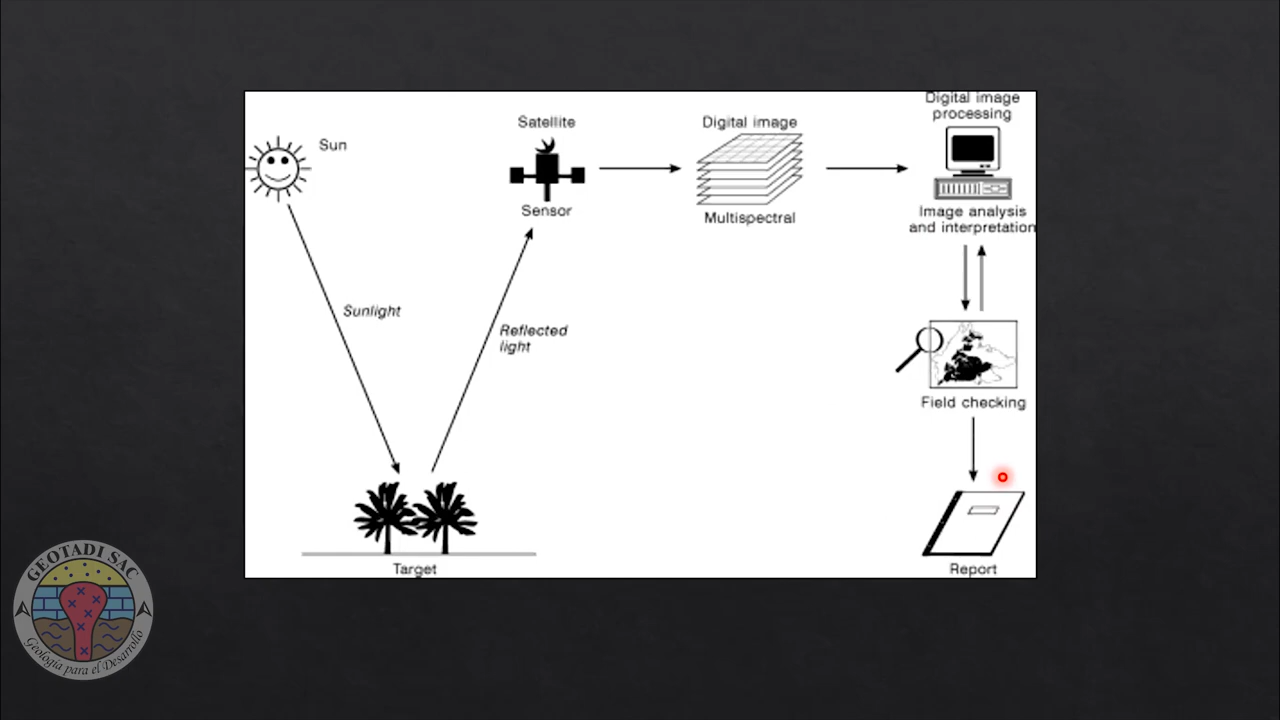 Sun
Satellite
Sensor
Digital image
Multispectral
Digital image
processing
Image analysis
and interpretation
Sunlight
Reflected
light
Field checking
Target
Report
GEOTADI SAC
Geología para el Desarrollo